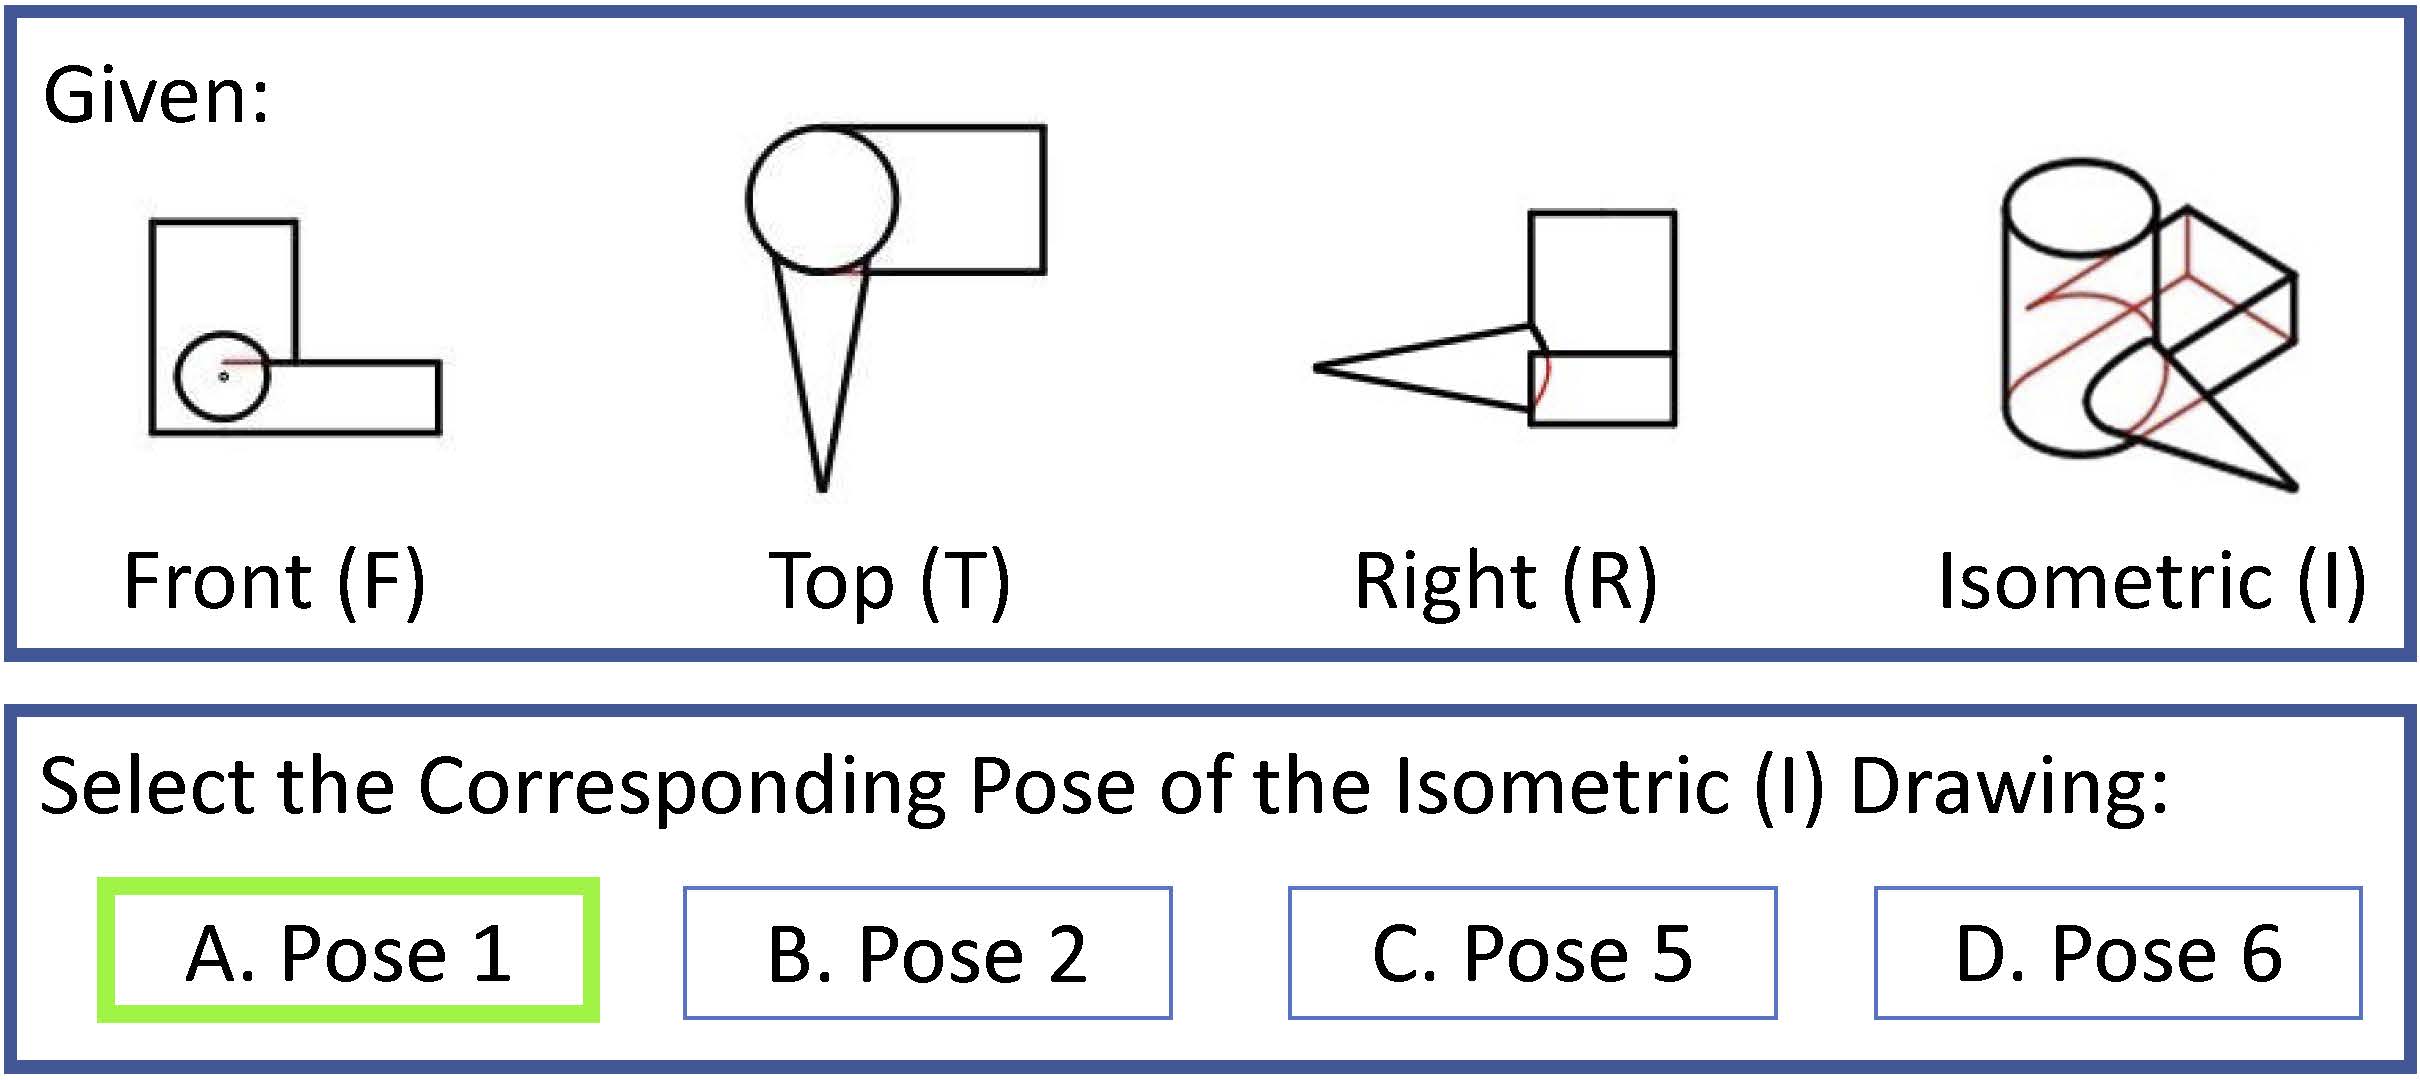 Given:
Front (F)
Top (T)
Right (R)
Isometric (I)
Select the Corresponding Pose of the Isometric (I) Drawing:
A. Pose 1
B. Pose 2
C. Pose 5
D. Pose 6